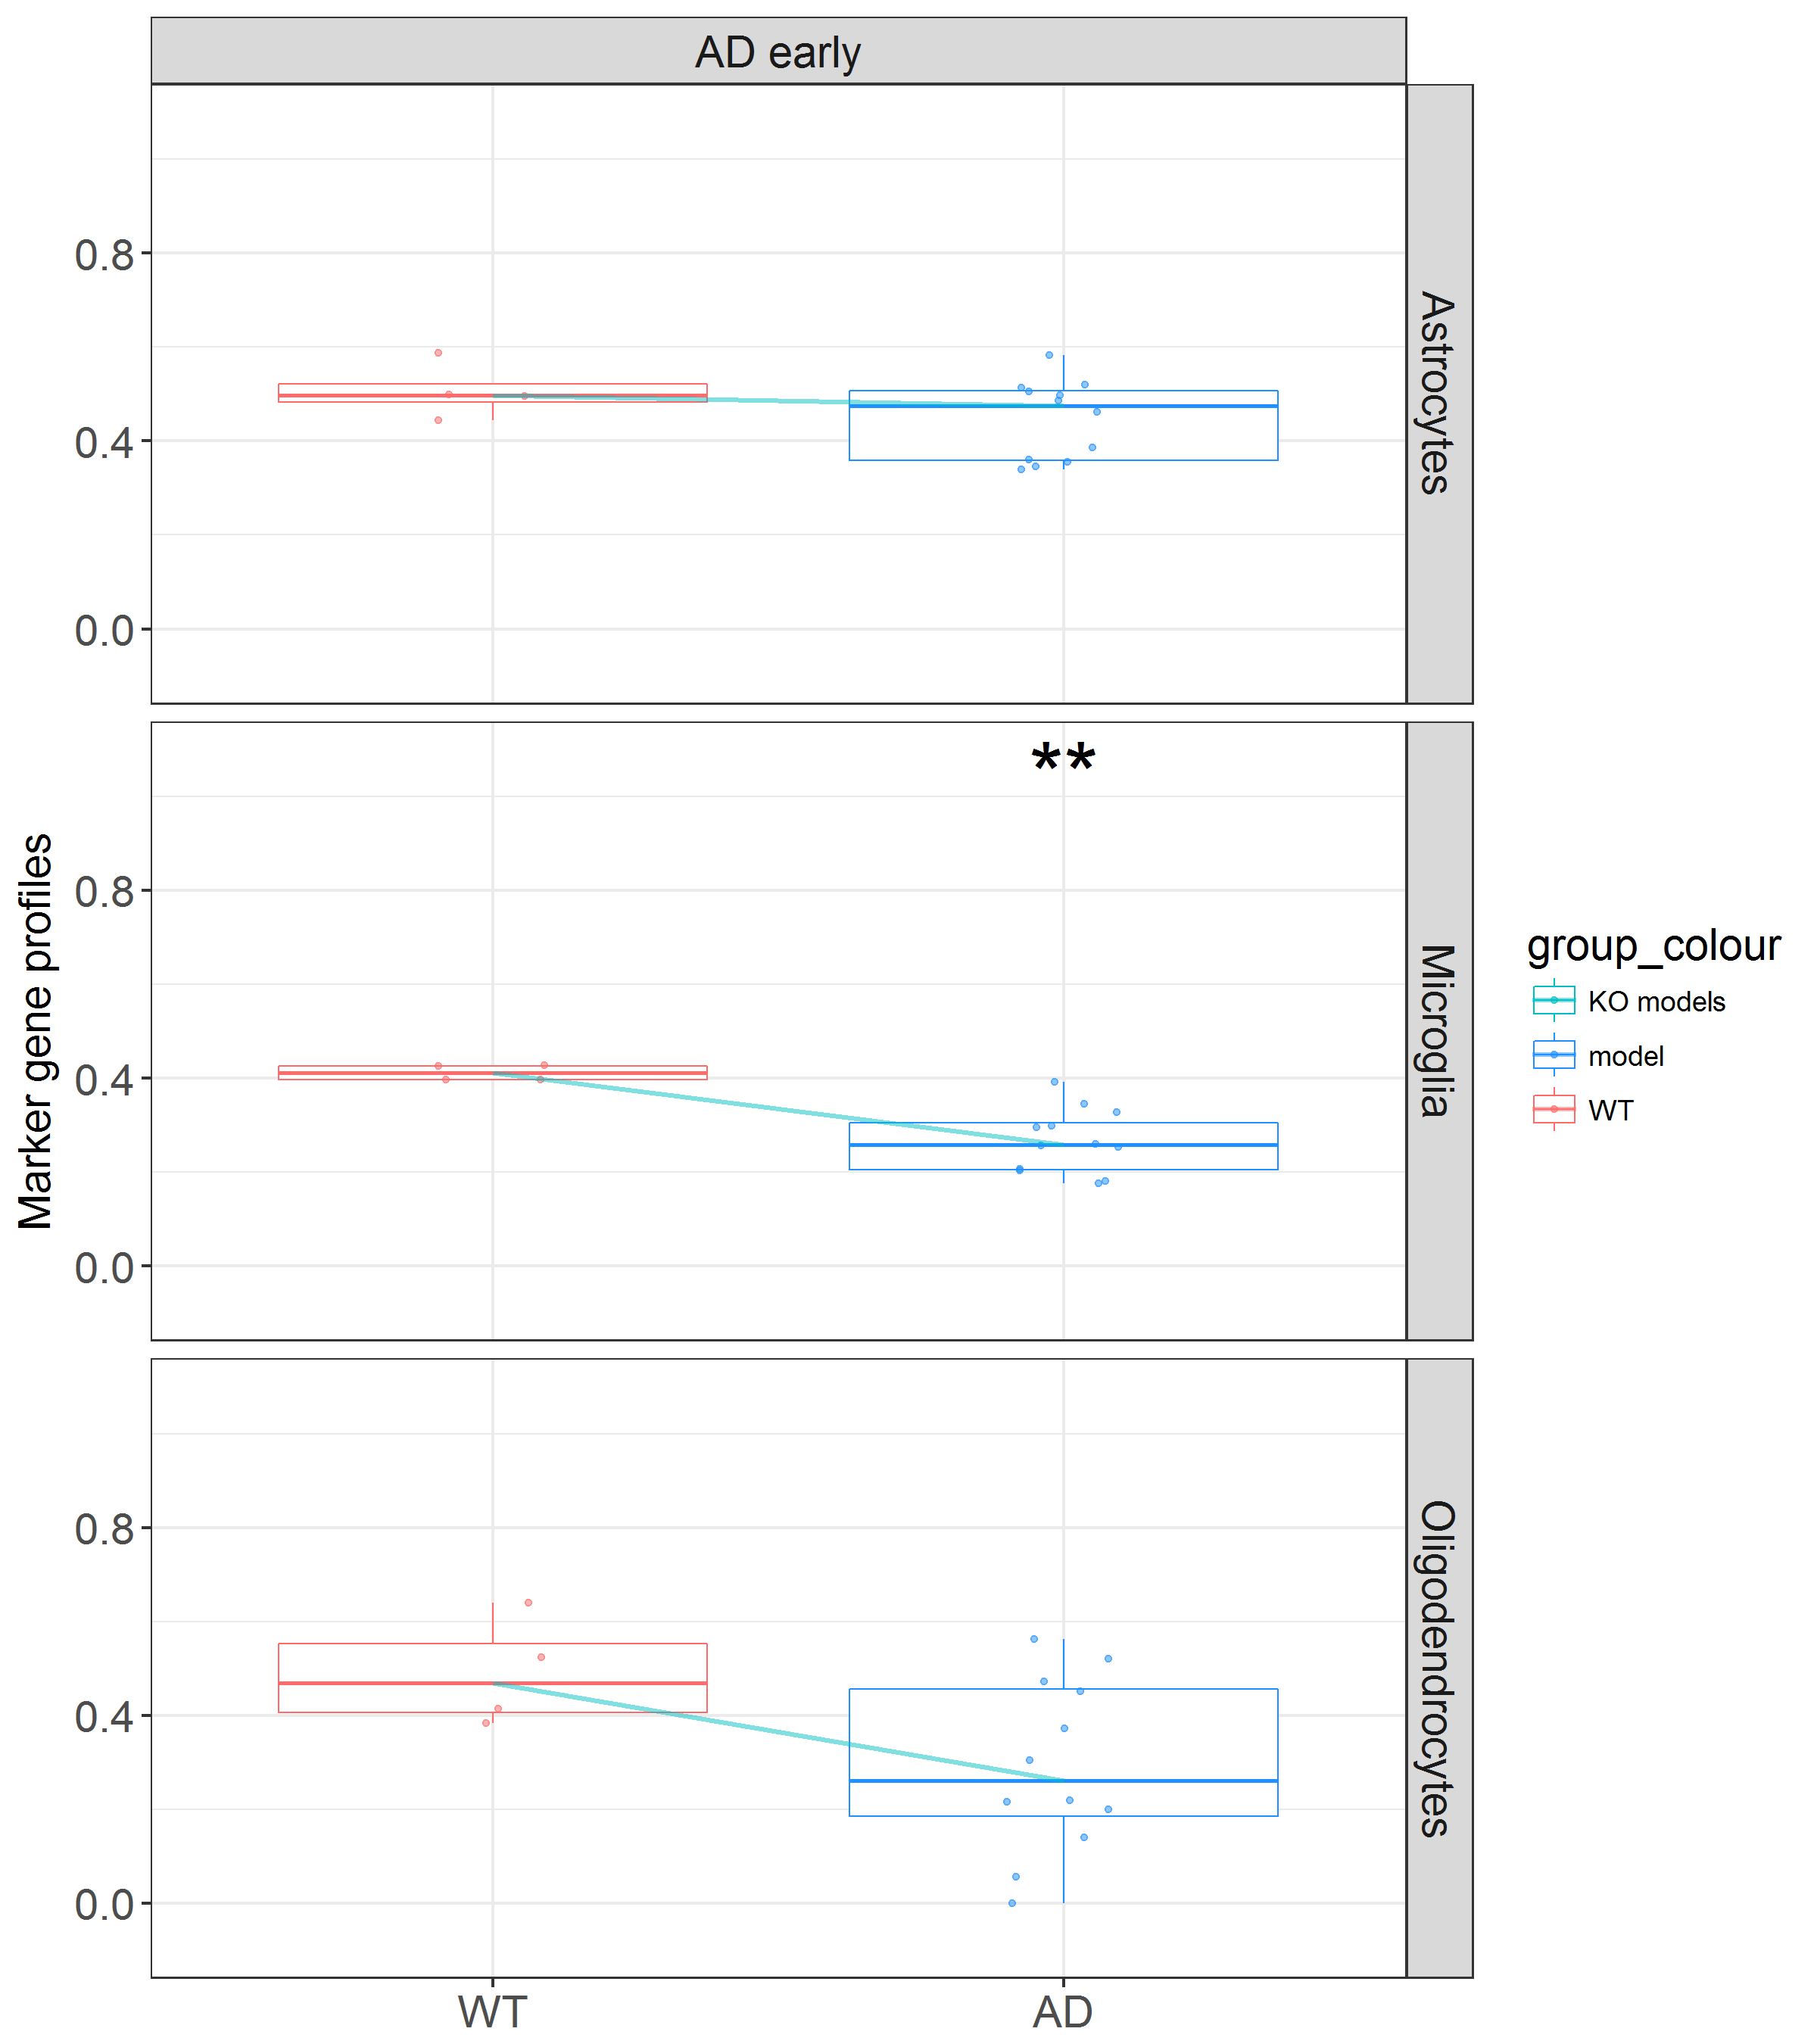 AD early
0.8
0.4
0.0
Astrocytes
**
0.8
0.4
0.0
Microglia
Marker gene profiles
0.8
0.4
0.0
Oligodendrocytes
WT AD
group_colour
KO models
model
WT